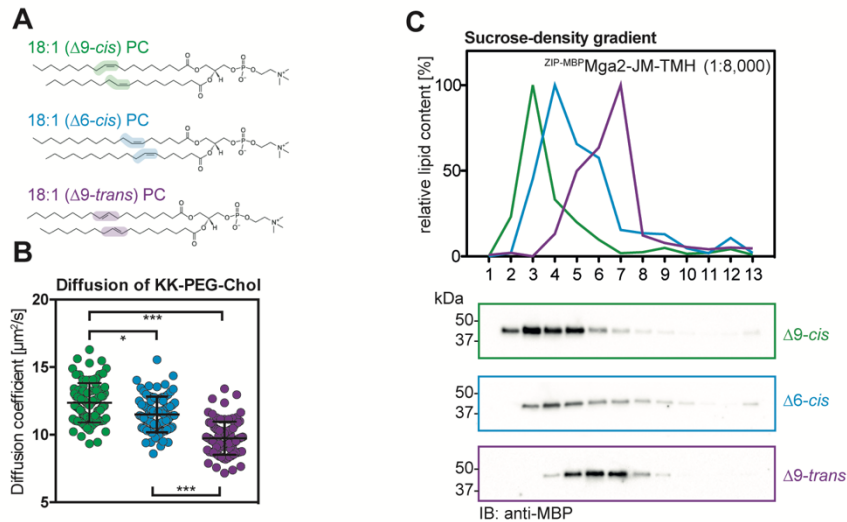 A
18:1 (Δ9-cis) PC
18:1 (Δ6-cis) PC
18:1 (Δ9-trans) PC
B
Diffusion of KK-PEG-Chol
Diffusion coefficient [µm²/s]
20
15
10
5
***
*
***
C
Sucrose-density gradient
ZIP-MBPMga2-JM-TMH (1:8,000)
relative lipid content [%]
100
50
0
1 2 3 4 5 6 7 8 9 10 11 12 13
kDa
50
37
Δ9-cis
50
37
Δ6-cis
50
37
Δ9-trans
IB: anti-MBP